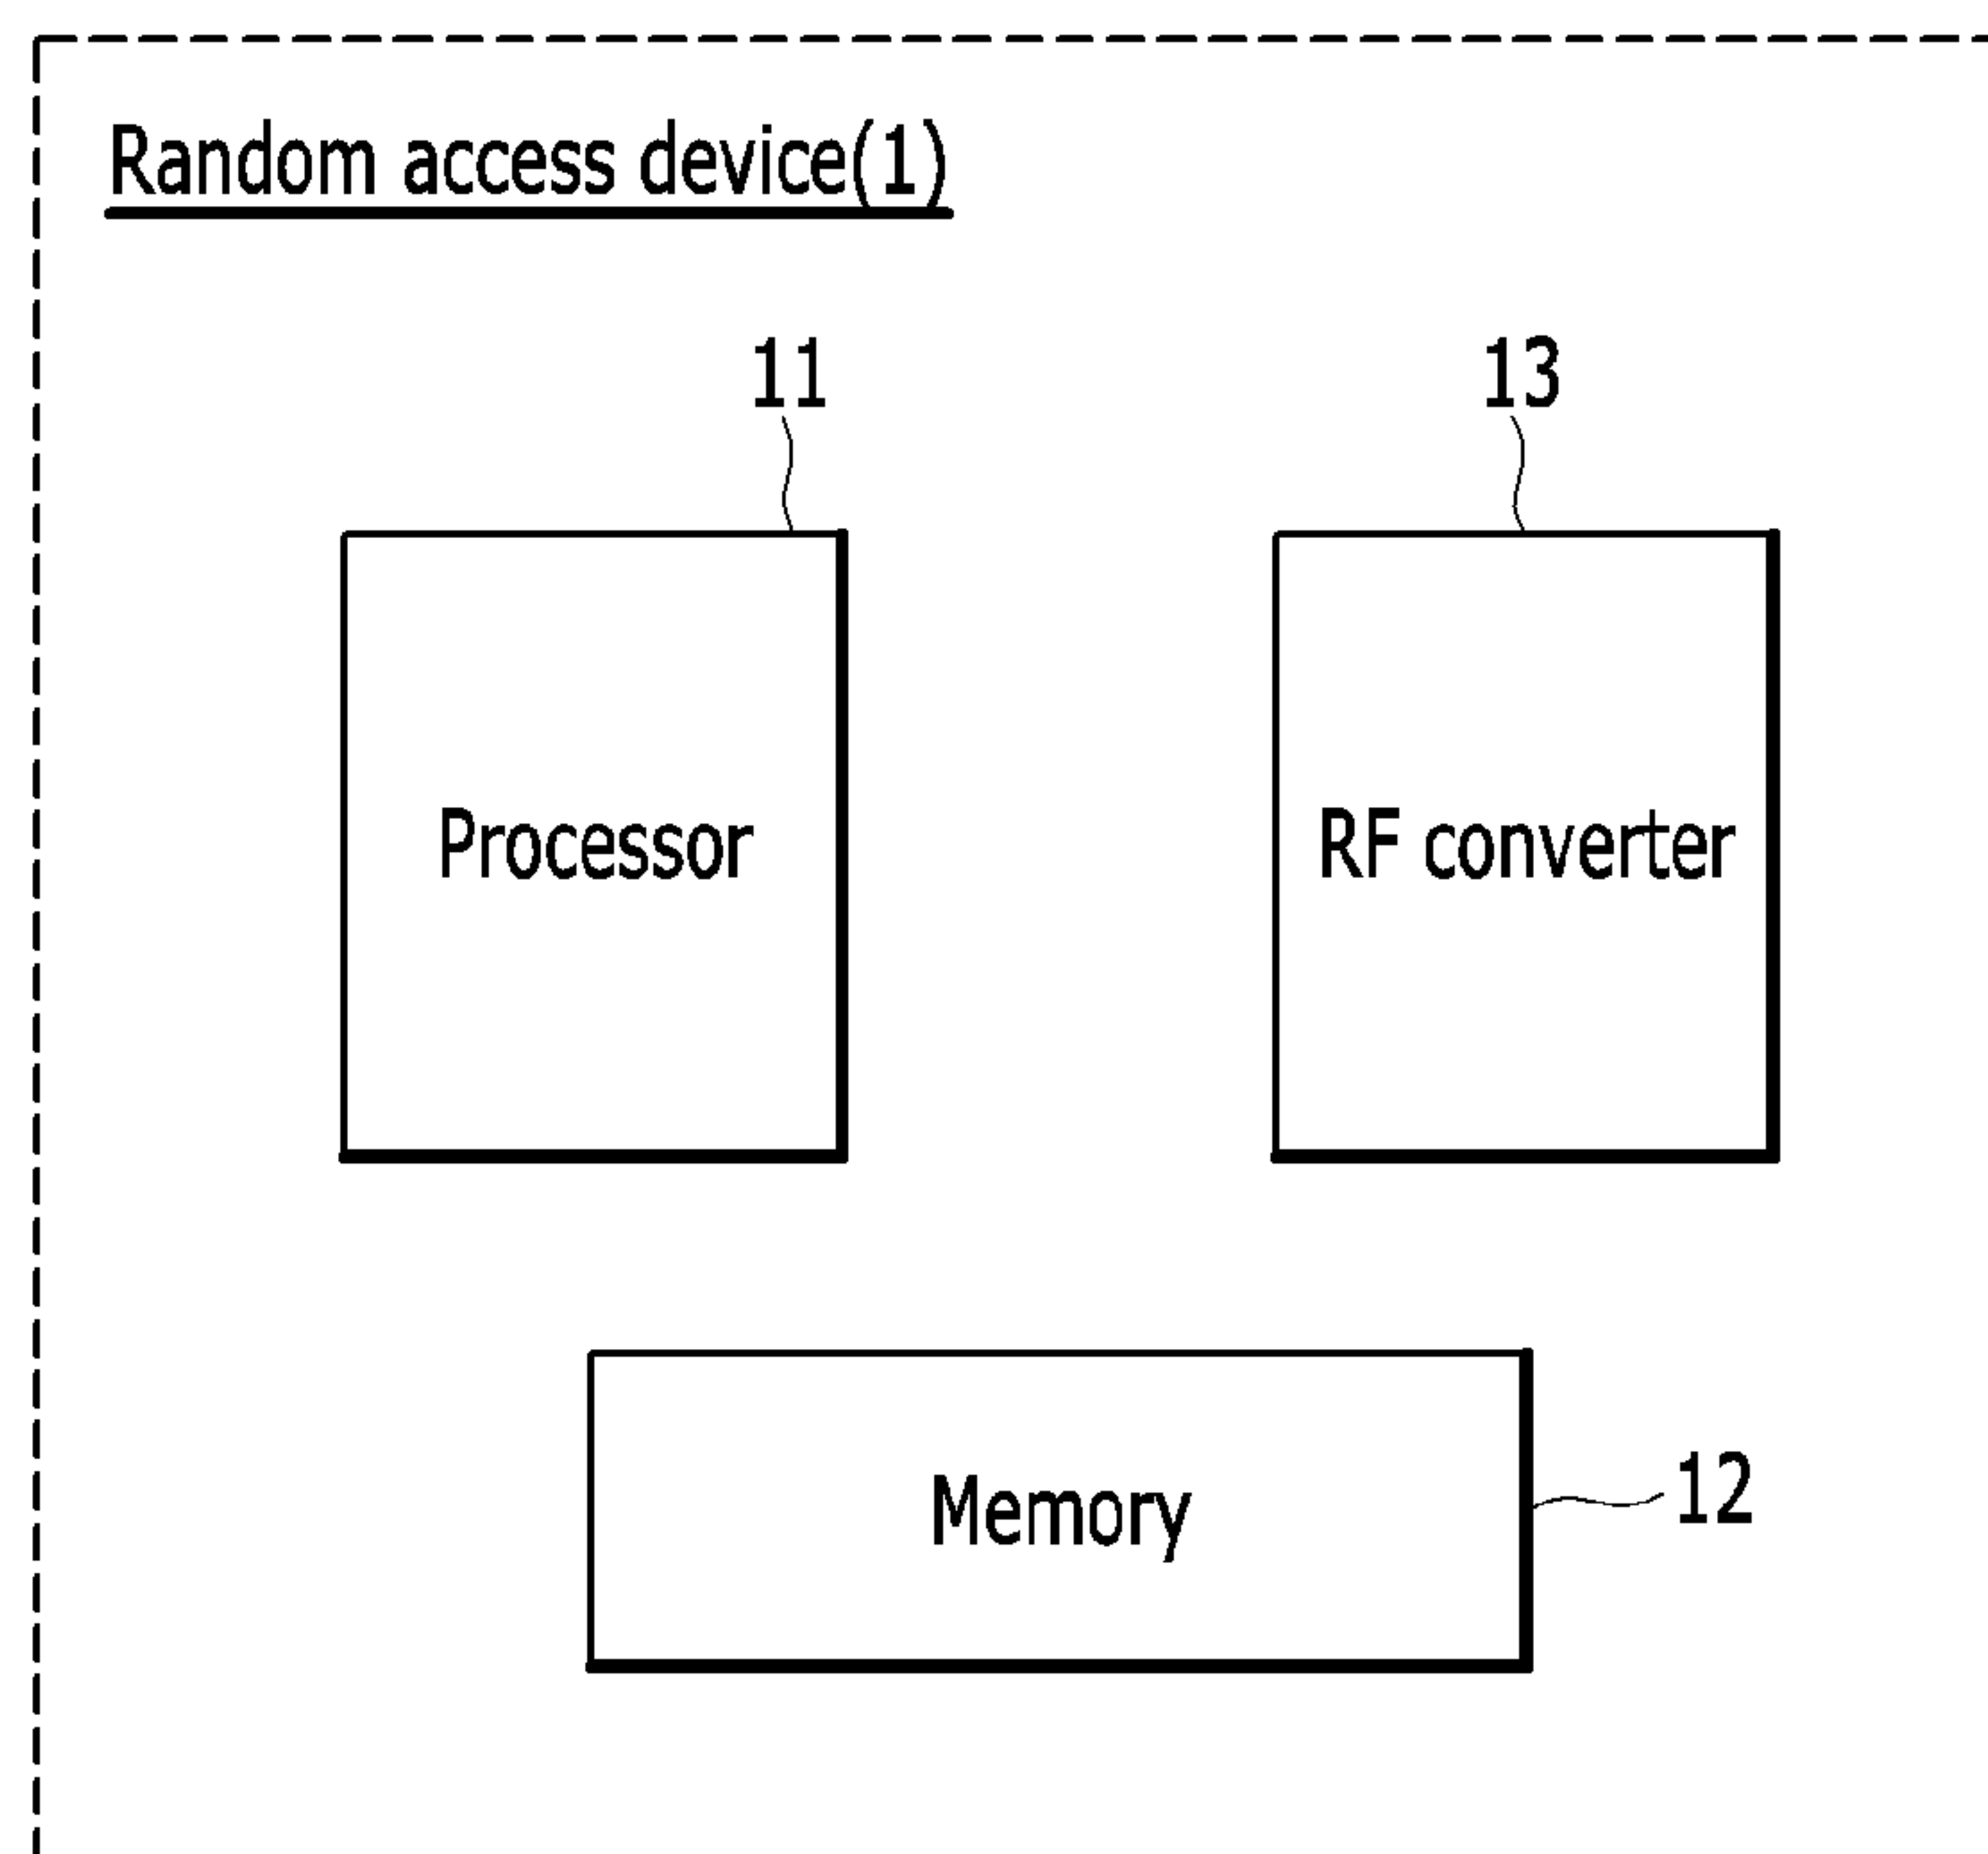 Random access device(1)
11
13
Processor
RF converter
Memory
12